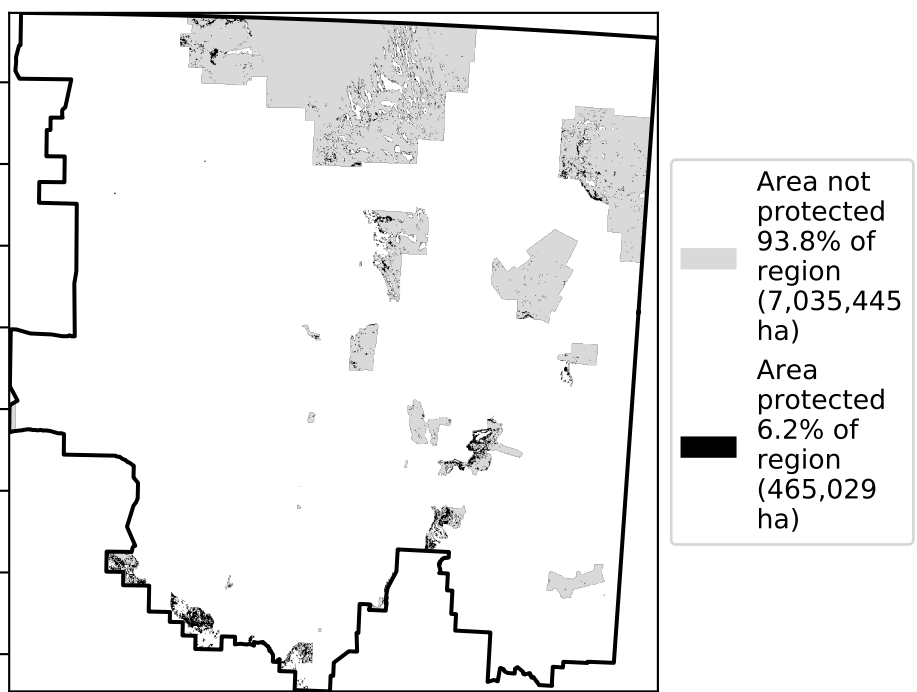 Area not
protected
93.8% of
region
(7,035,445
ha)
Area
protected
6.2% of
region
(465,029
ha)